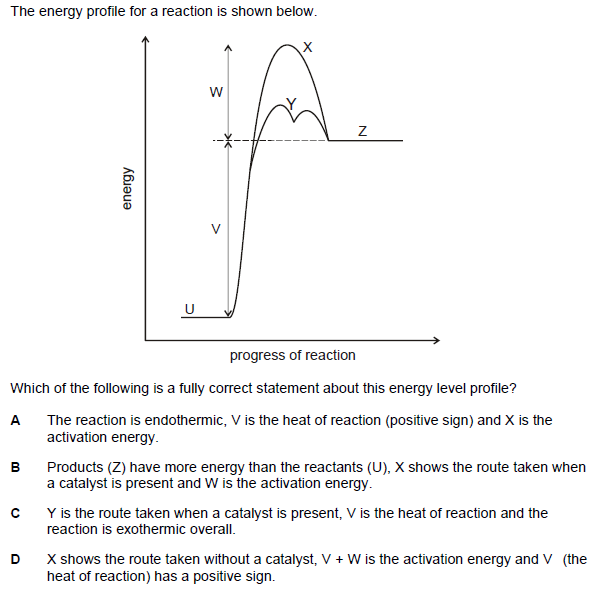 The energy profile for a reaction is shown below.
X
W
Y
Z
energy
V
U
progress of reaction
Which of the following is a fully correct statement about this energy level profile?
A The reaction is endothermic, V is the heat of reaction (positive sign) and X is the
activation energy.
B Products (Z) have more energy than the reactants (U), X shows the route taken when
a catalyst is present and W is the activation energy.
C Y is the route taken when a catalyst is present, V is the heat of reaction and the
reaction is exothermic overall.
D X shows the route taken without a catalyst, V + W is the activation energy and V (the
heat of reaction) has a positive sign.